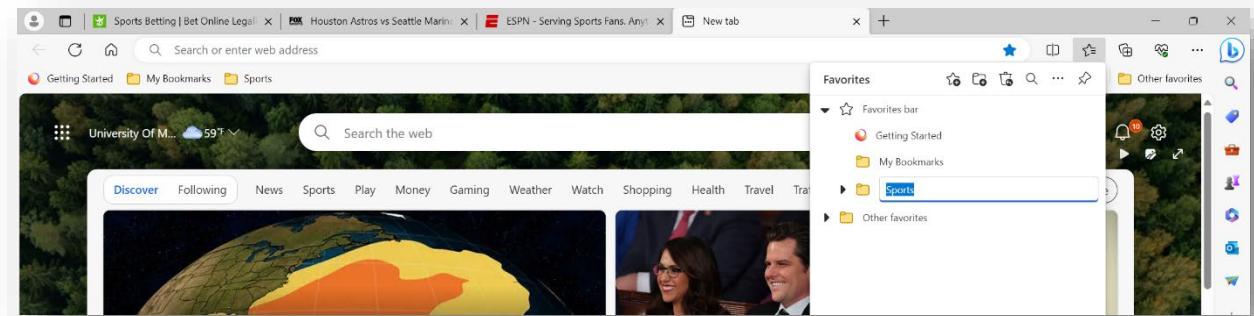 Sports Betting | Bet Online Legal
FOX Houston Astros vs Seattle Marin
ESPN - Serving Sports Fans. Any
New tab
Search or enter web address
Getting Started
My Bookmarks
Sports
Other favorites
Favorites
Favorites bar
Getting Started
My Bookmarks
Sports
Other favorites
University Of M... 59°F
Search the web
10
Discover Following News Sports Play Money Gaming Weather Watch Shopping Health Travel Tra